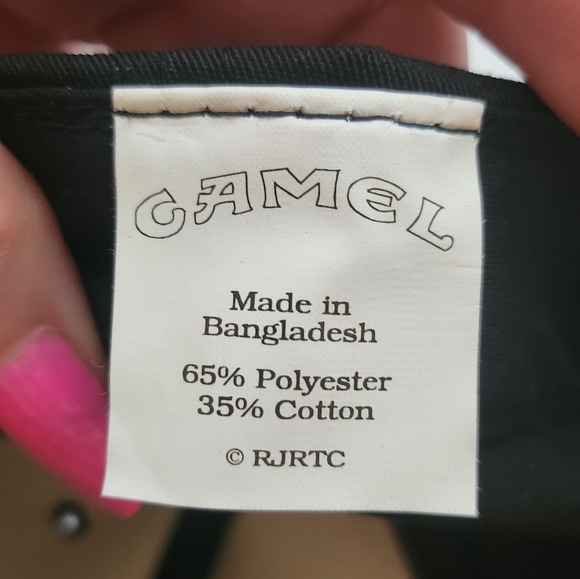 CAMEL
Made in
Bangladesh
65% Polyester
35% Cotton
© RJRTC